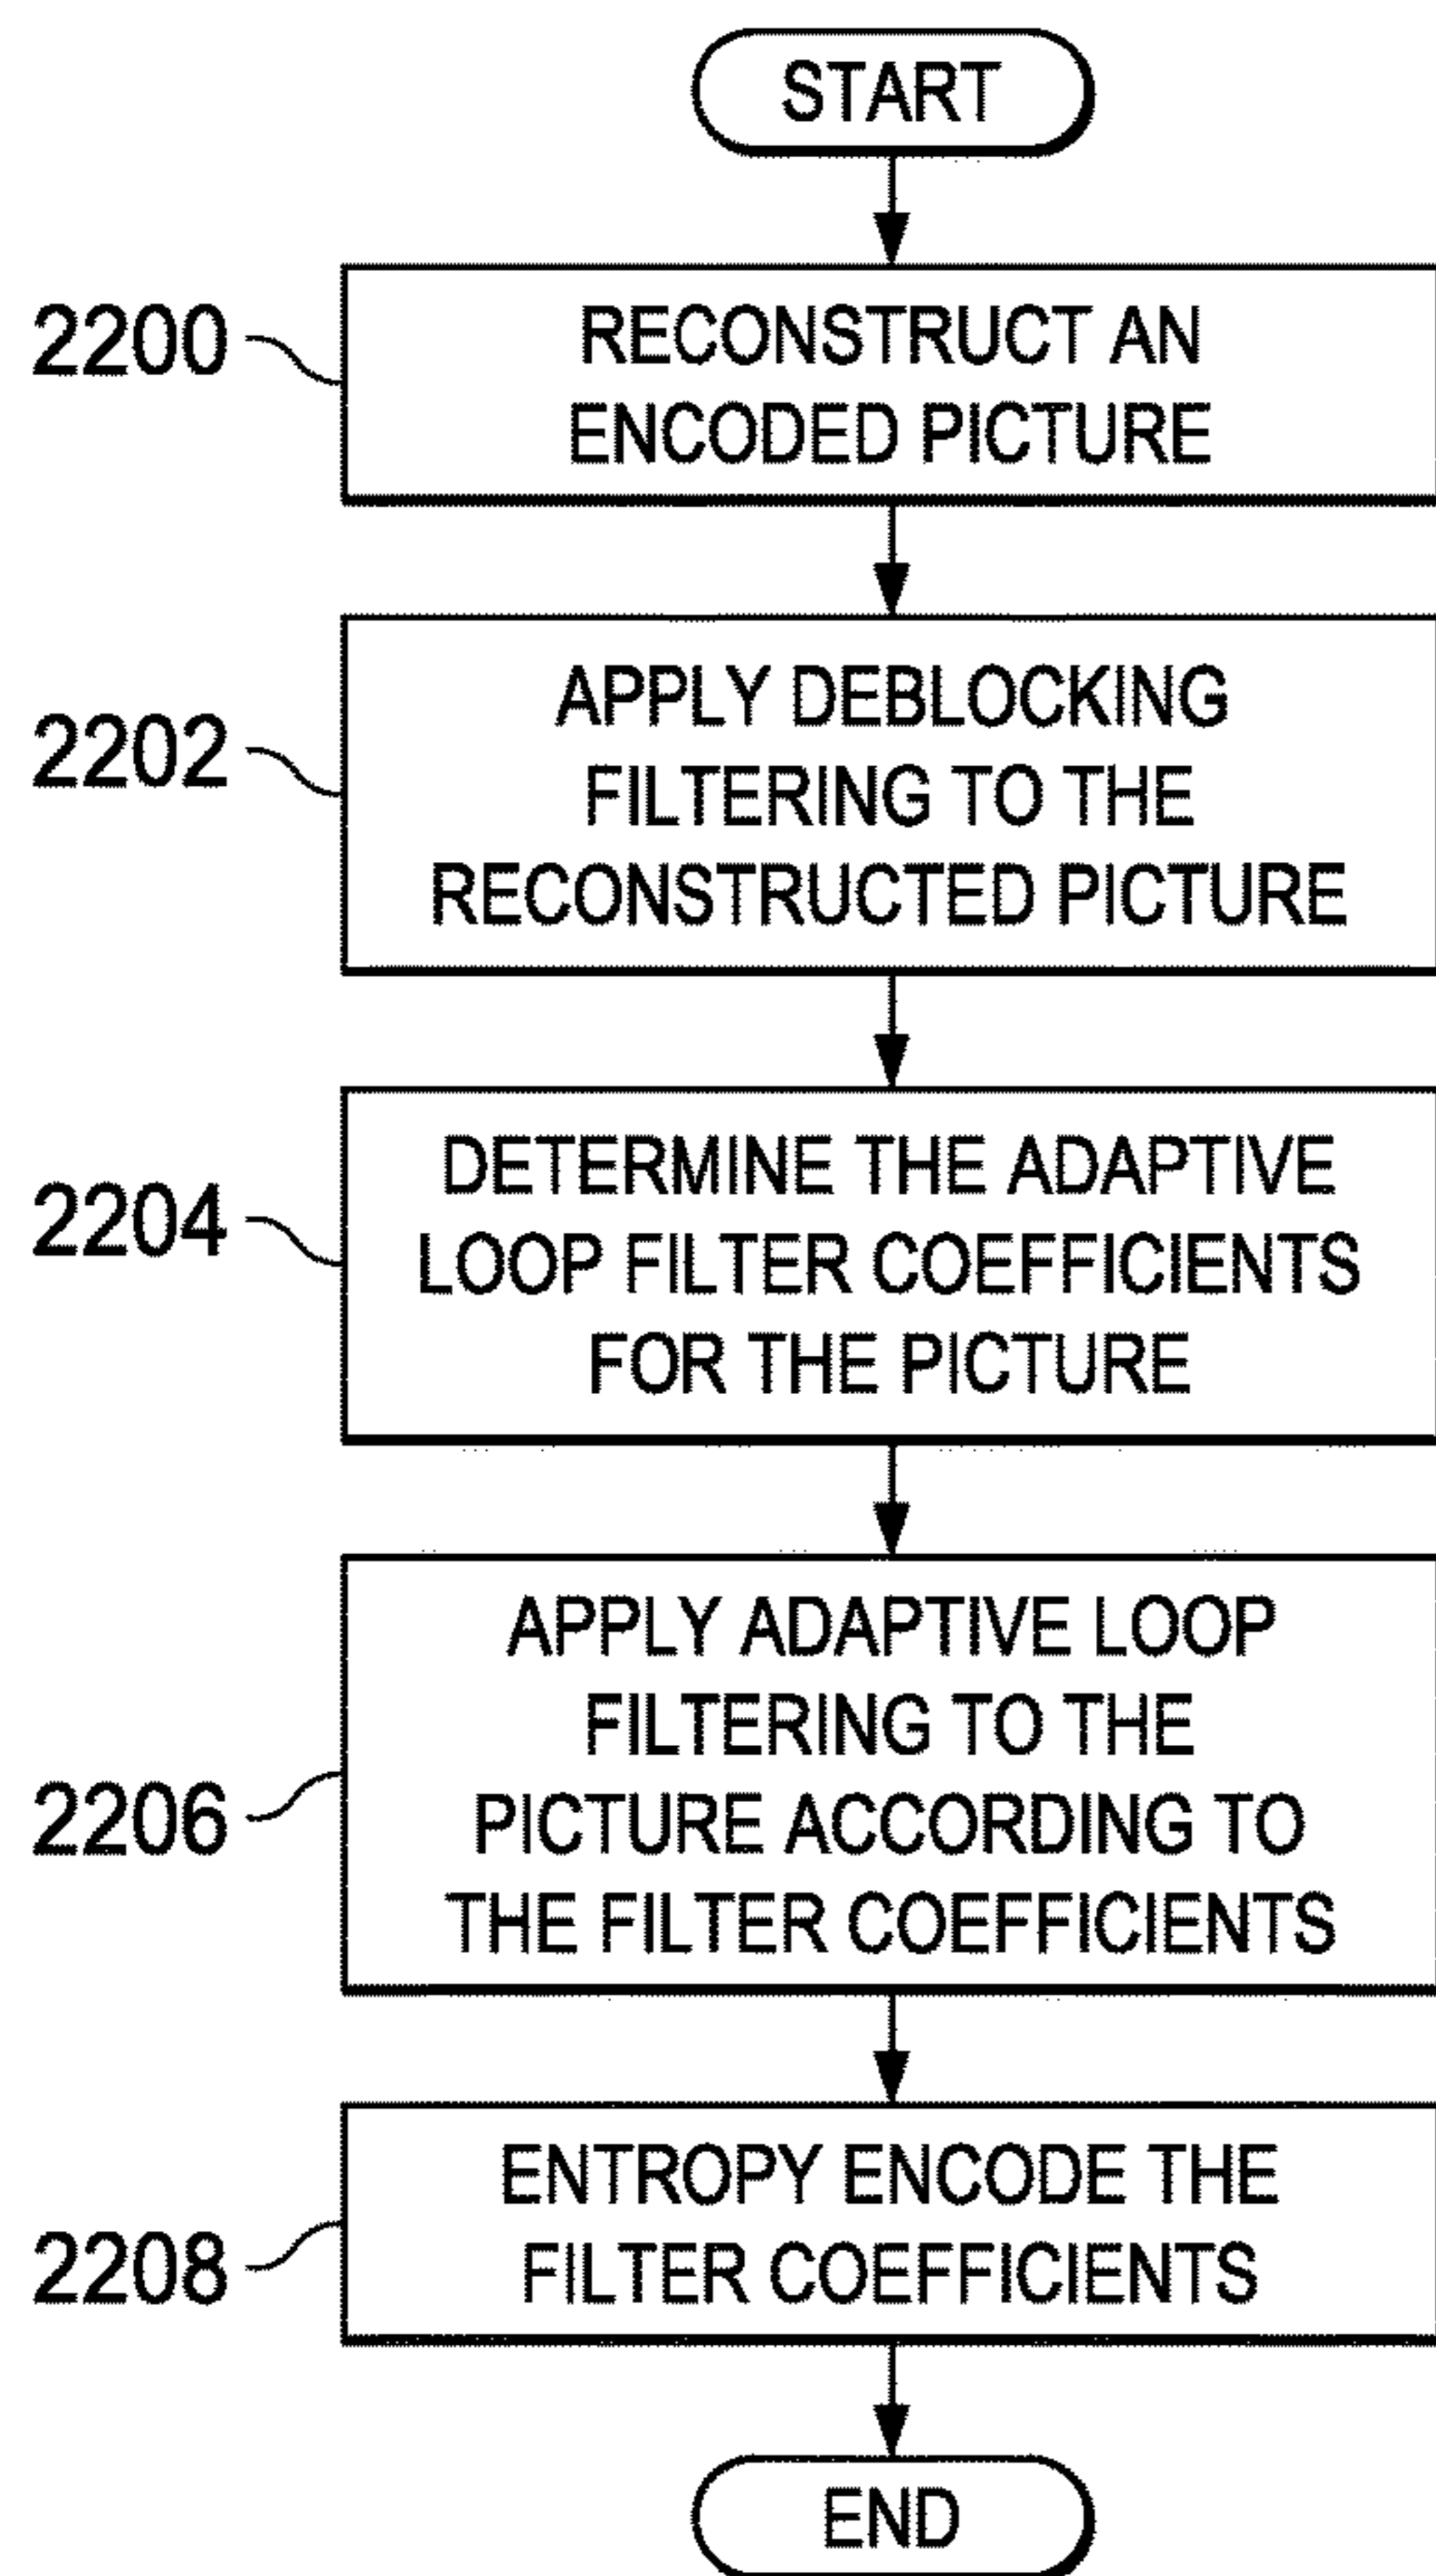 START
2200
RECONSTRUCT AN
ENCODED PICTURE
2202
APPLY DEBLOCKING
FILTERING TO THE
RECONSTRUCTED PICTURE
2204
DETERMINE THE ADAPTIVE
LOOP FILTER COEFFICIENTS
FOR THE PICTURE
2206
APPLY ADAPTIVE LOOP
FILTERING TO THE
PICTURE ACCORDING TO
THE FILTER COEFFICIENTS
2208
ENTROPY ENCODE THE
FILTER COEFFICIENTS
END